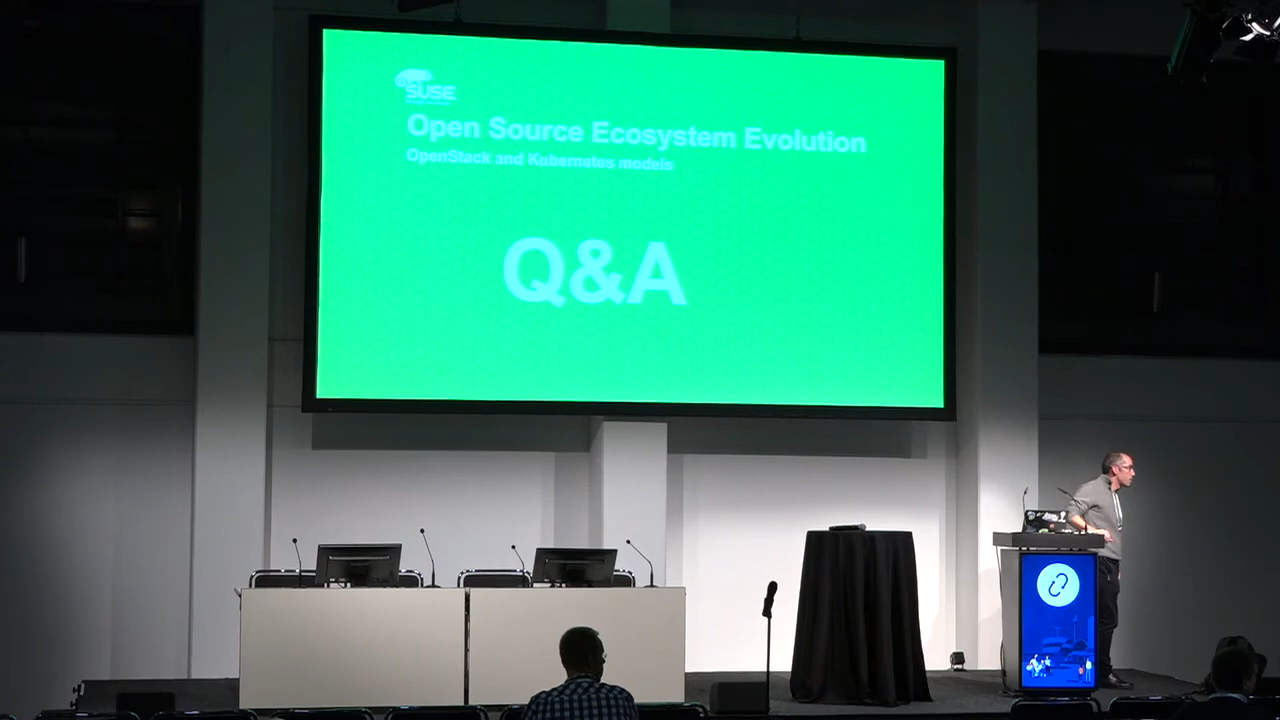 SUSE
Open Source Ecosystem Evolution
OpenStack and Kubernetes models
Q&A